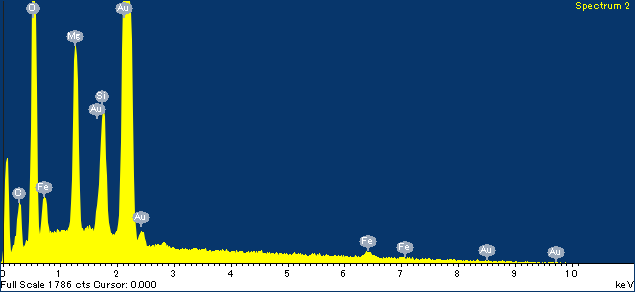 Spectrum 2
O Au
Mg
Si
Au
Fe
Au
Fe Fe Au Au
0 1 2 3 4 5 6 7 8 9 10
Full Scale 1786 cts Cursor: 0.000 keV